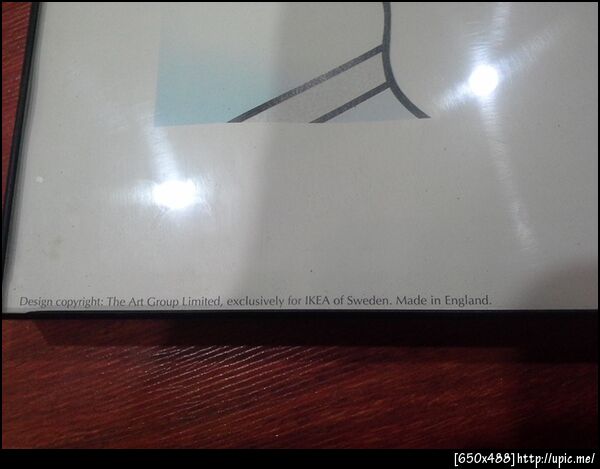 Design copyright: The Art Group Limited, exclusively for IKEA of Sweden. Made in England.
[650x488]http://upic.me/